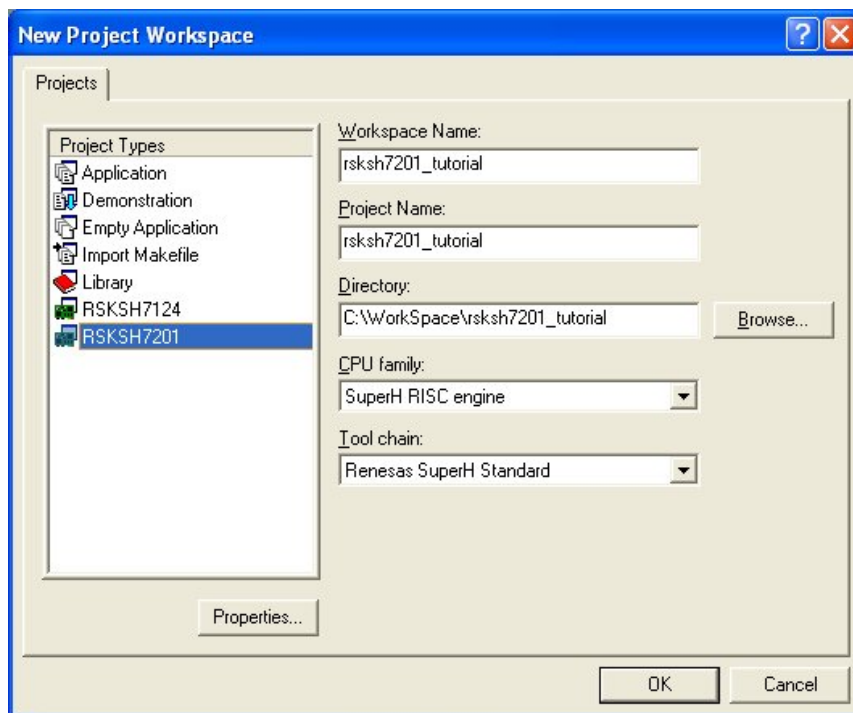 New Project Workspace
Projects
Project Types
Application
Demonstration
Empty Application
Import Makefile
Library
RSKSH7124
RSKSH7201
Properties...
Workspace Name:
rsksh7201_tutorial
Project Name:
rsksh7201_tutorial
Directory:
C:\WorkSpace\rsksh7201_tutorial
Browse...
CPU family:
SuperH RISC engine
Tool chain:
Renesas SuperH Standard
OK
Cancel